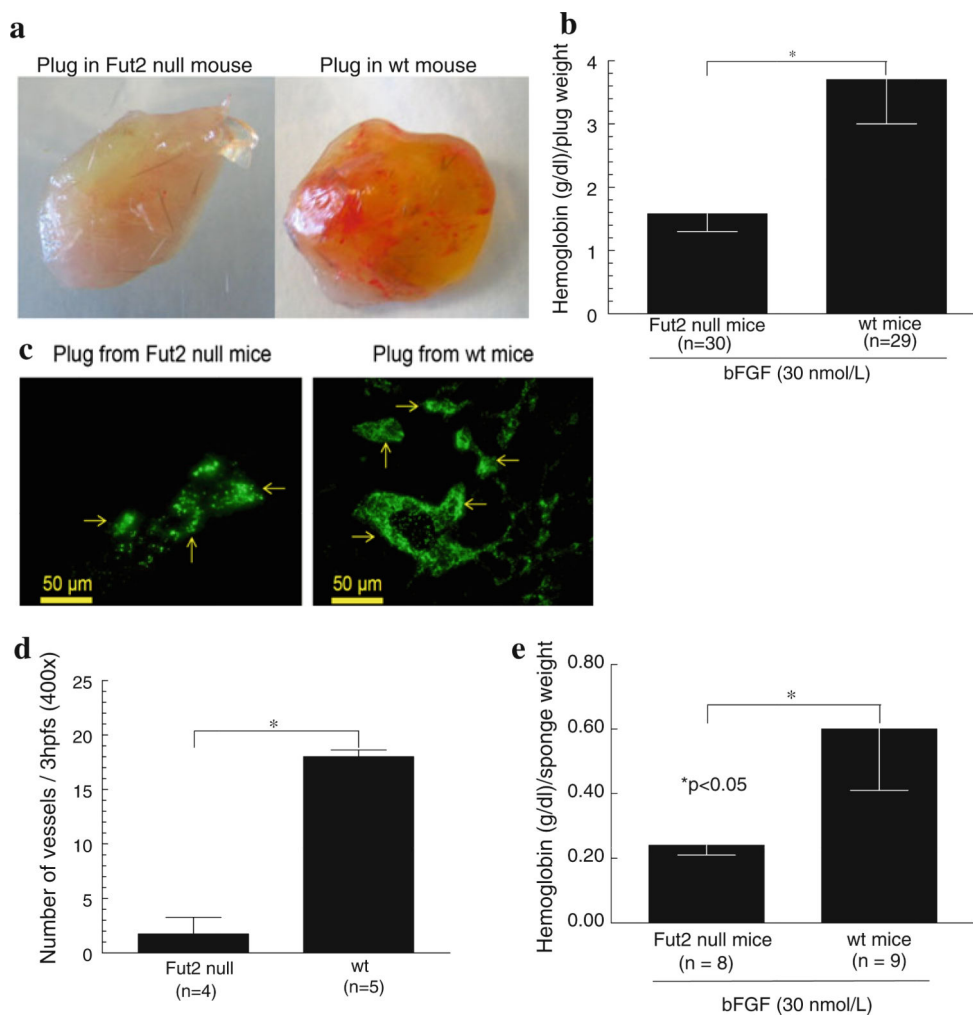 a
Plug in Fut2 null mouse
Plug in wt mouse
b
Hemoglobin (g/dl)/plug weight
4
3
2
1
0
*
Fut2 null mice
(n=30)
wt mice
(n=29)
bFGF (30 nmol/L)
c
Plug from Fut2 null mice
Plug from wt mice
50 µm
50 µm
d
Number of vessels / 3hpfs (400x)
25
20
15
10
5
0
*
Fut2 null
(n=4)
wt
(n=5)
e
Hemoglobin (g/dl)/sponge weight
0.80
0.60
0.40
0.20
0.00
*
*p<0.05
Fut2 null mice
(n = 8)
wt mice
(n = 9)
bFGF (30 nmol/L)